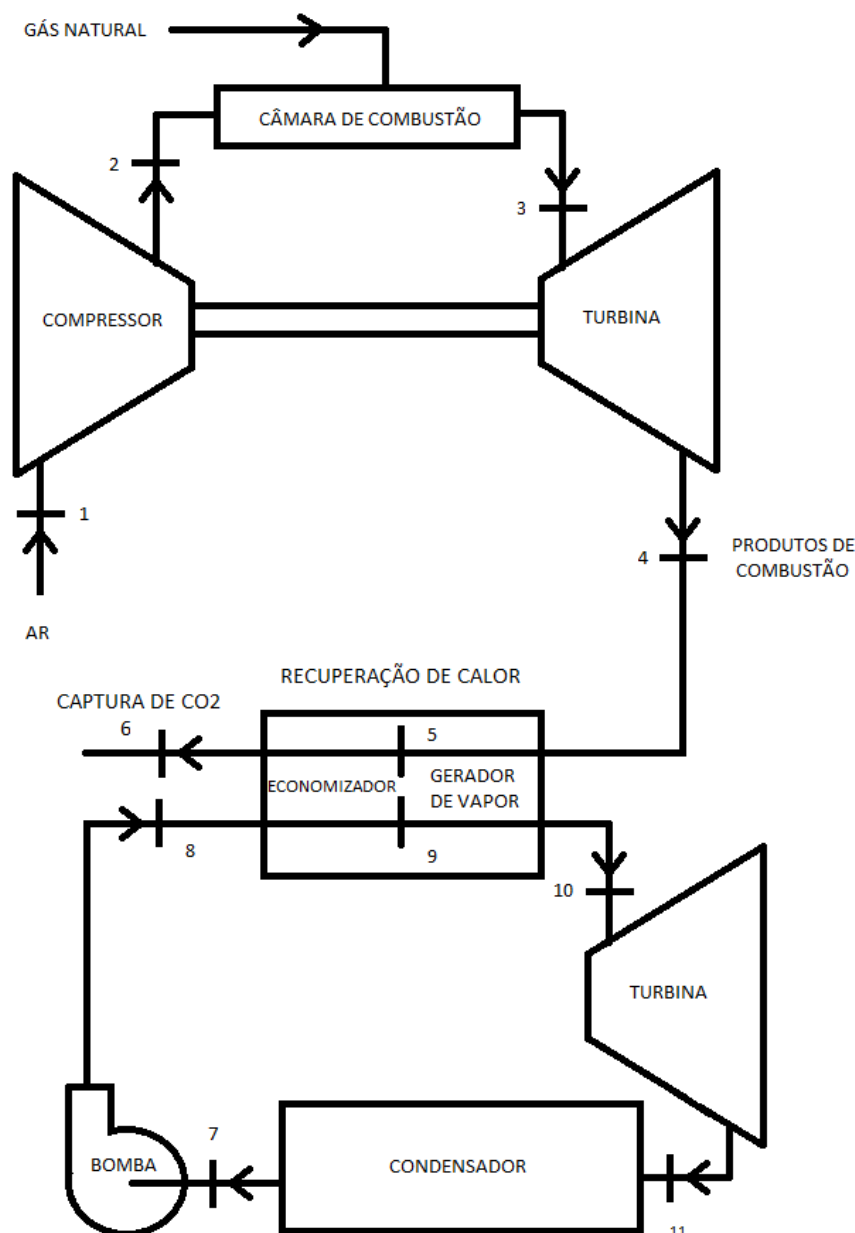 GÁS NATURAL
CÂMARA DE COMBUSTÃO
2
3
COMPRESSOR
TURBINA
1
4
PRODUTOS DE
COMBUSTÃO
AR
RECUPERAÇÃO DE CALOR
CAPTURA DE CO2
6
5
ECONOMIZADOR
GERADOR
DE VAPOR
8
9
10
TURBINA
7
BOMBA
CONDENSADOR
11